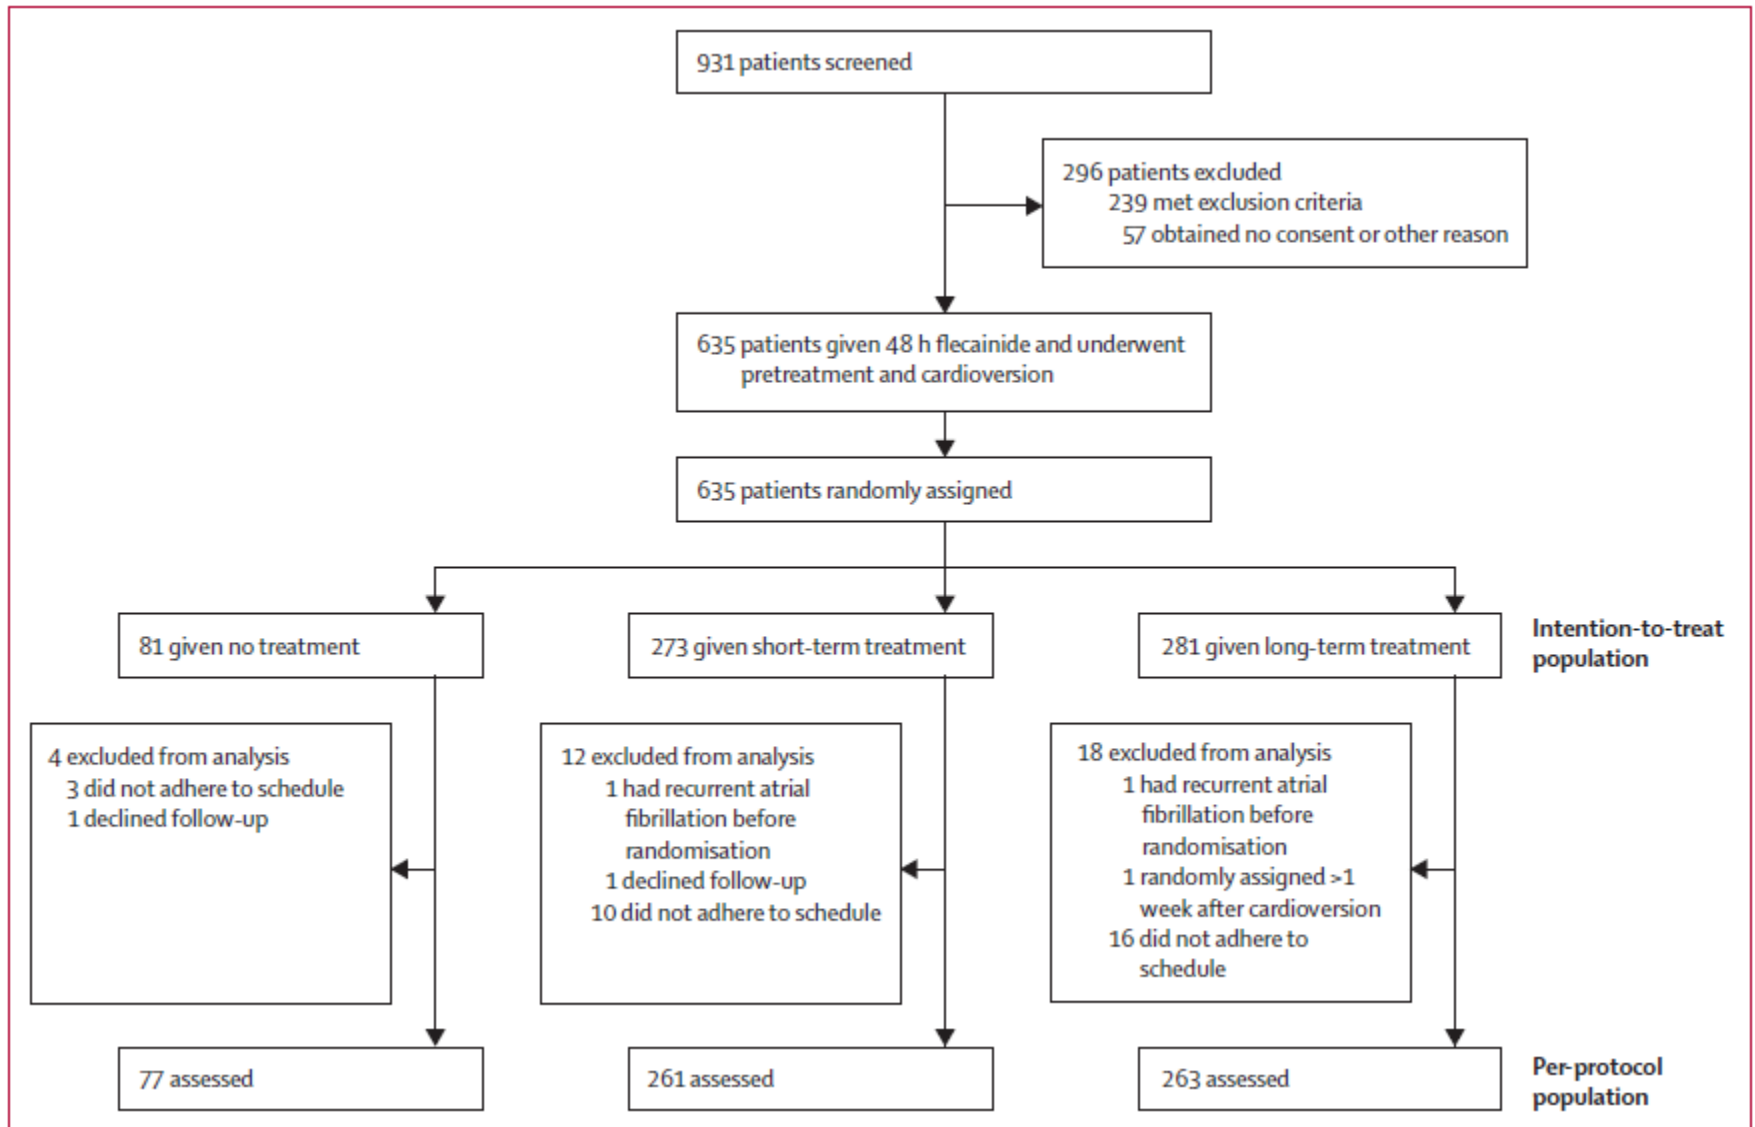 931 patients screened
296 patients excluded
239 met exclusion criteria
57 obtained no consent or other reason
635 patients given 48 h flecainide and underwent
pretreatment and cardioversion
635 patients randomly assigned
81 given no treatment
273 given short-term treatment
281 given long-term treatment
Intention-to-treat
population
4 excluded from analysis
3 did not adhere to schedule
1 declined follow-up
12 excluded from analysis
1 had recurrent atrial
fibrillation before
randomisation
1 declined follow-up
10 did not adhere to schedule
18 excluded from analysis
1 had recurrent atrial
fibrillation before
randomisation
1 randomly assigned >1
week after cardioversion
16 did not adhere to
schedule
77 assessed
261 assessed
263 assessed
Per-protocol
population